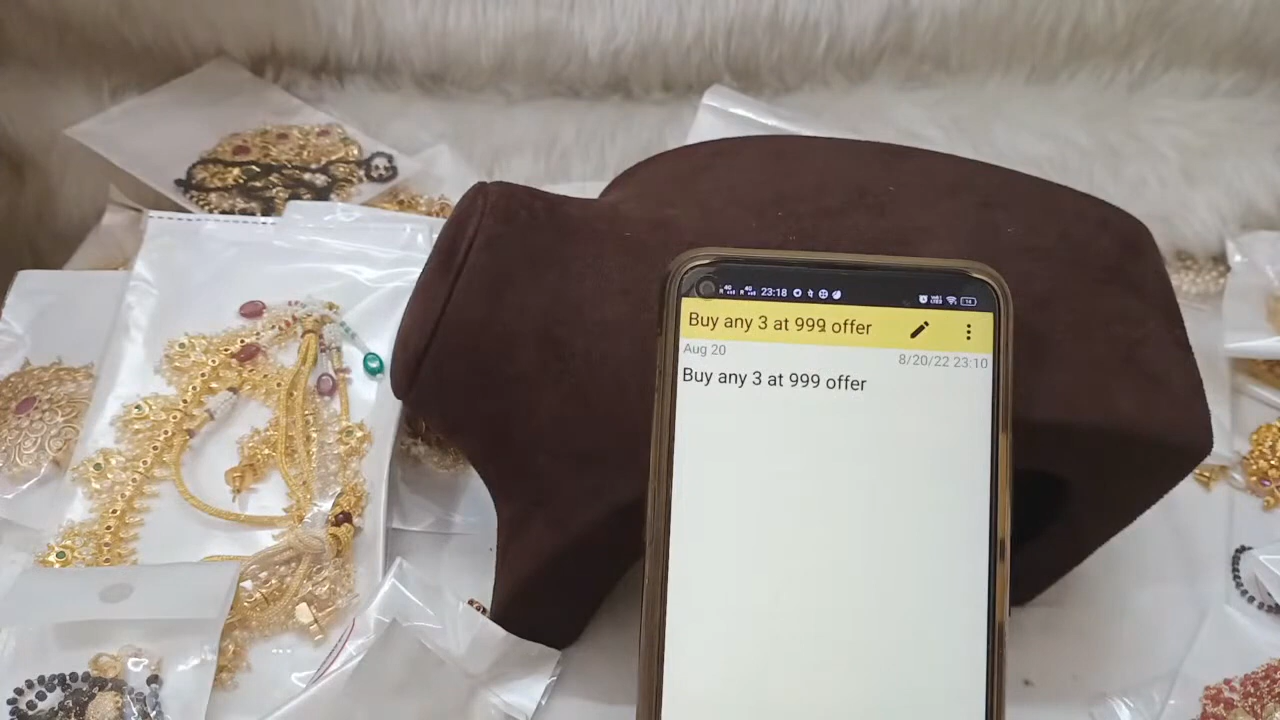 23:18
Buy any 3 at 999 offer
Aug 20
8/20/22 23:10
Buy any 3 at 999 offer